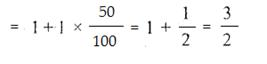 = 1 + 1 × 50/100 = 1 + 1/2 = 3/2